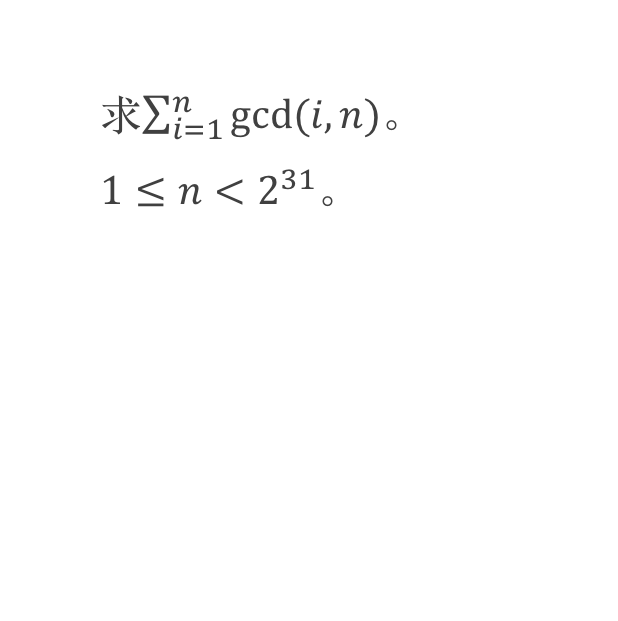 求∑_{i=1}^{n} gcd(i, n)。
1 ≤ n < 2^{31}。